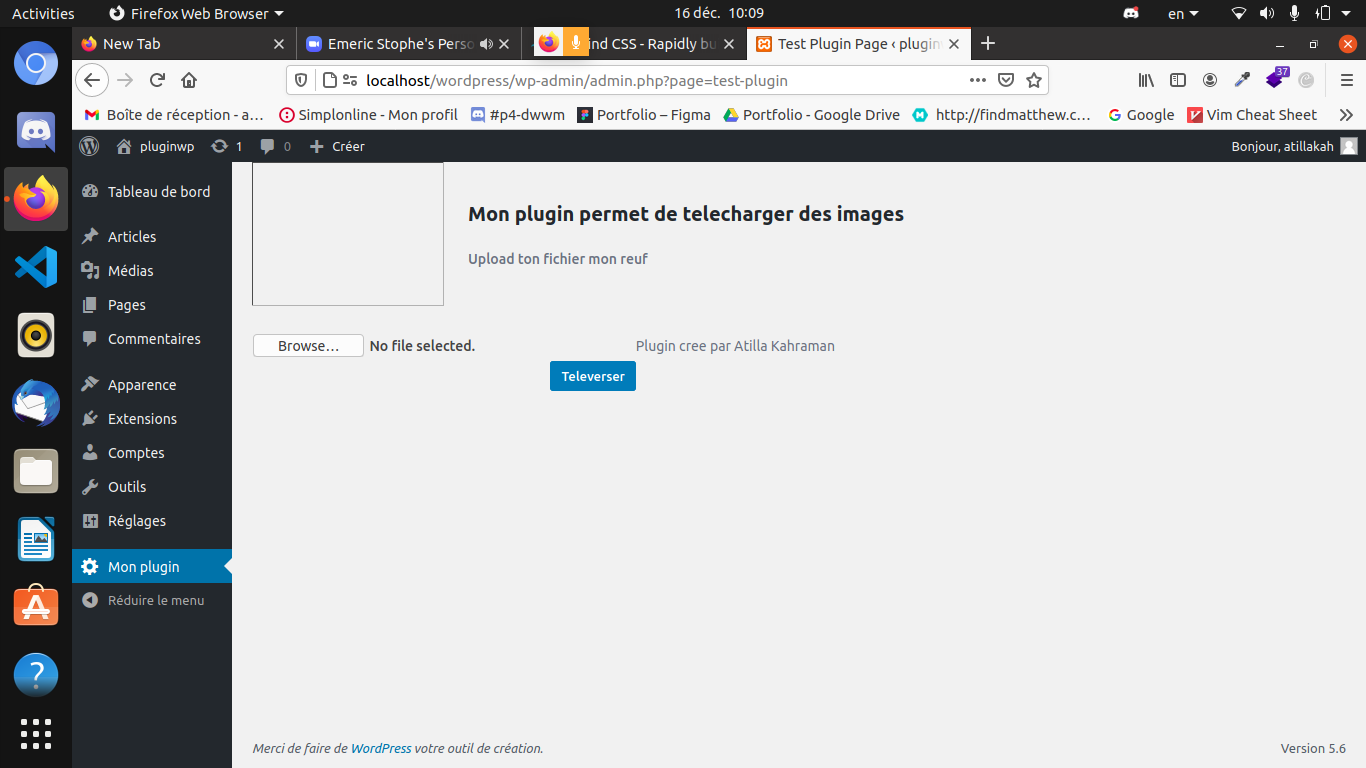 Activities Firefox Web Browser 16 déc. 10:09 en
New Tab Emeric Stophe's Perso ind CSS - Rapidly bu Test Plugin Page ‹ plugin
localhost/wordpress/wp-admin/admin.php?page=test-plugin 37
Boîte de réception - a… Simplonline - Mon profil #p4-dwwm Portfolio – Figma Portfolio - Google Drive http://findmatthew.c… Google Vim Cheat Sheet
pluginwp 1 0 Créer Bonjour, atillakah
Tableau de bord
Articles
Médias
Pages
Commentaires
Apparence
Extensions
Comptes
Outils
Réglages
Mon plugin
Réduire le menu
Mon plugin permet de telecharger des images
Upload ton fichier mon reuf
Browse… No file selected. Plugin cree par Atilla Kahraman
Televerser
Merci de faire de WordPress votre outil de création. Version 5.6